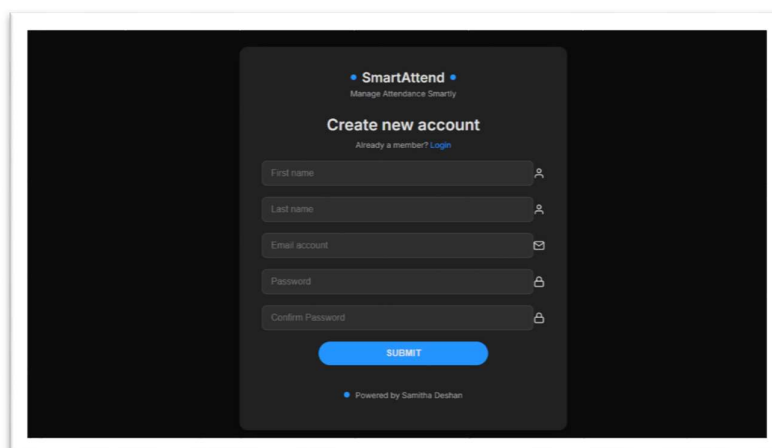 SmartAttend
Manage Attendance Smartly
Create new account
Already a member? Login
First name
Last name
Email account
Password
Confirm Password
SUBMIT
Powered by Samitha Deshan